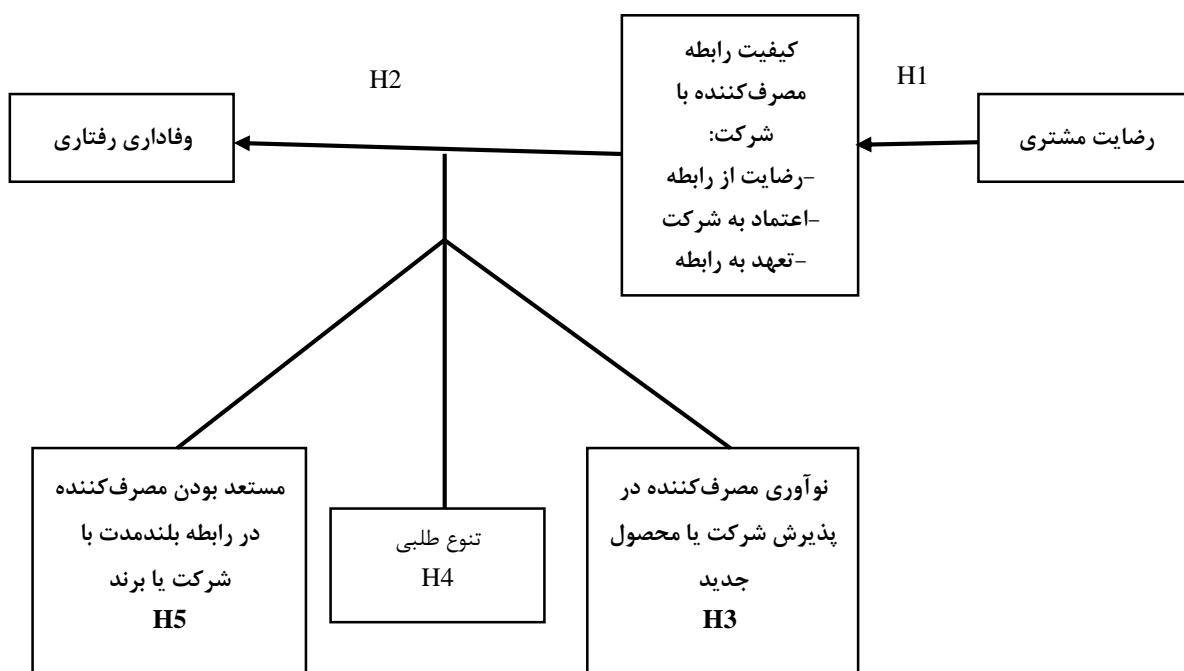 رضایت مشتری
H1
کیفیت رابطه
مصرف‌کننده با
شرکت:
-رضایت از رابطه
-اعتماد به شرکت
-تعهد به رابطه
H2
وفاداری رفتاری
نوآوری مصرف‌کننده در
پذیرش شرکت یا محصول
جدید
H3
تنوع طلبی
H4
مستعد بودن مصرف‌کننده
در رابطه بلندمدت با
شرکت یا برند
H5